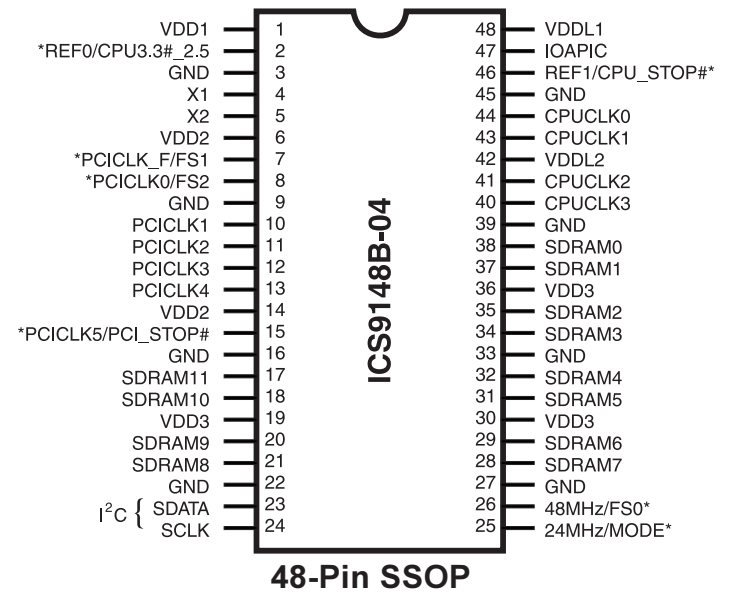 VDD1 1 48 VDDL1
*REF0/CPU3.3#_2.5 2 47 IOAPIC
GND 3 46 REF1/CPU_STOP#*
X1 4 45 GND
X2 5 44 CPUCLK0
VDD2 6 43 CPUCLK1
*PCICLK_F/FS1 7 42 VDDL2
*PCICLK0/FS2 8 41 CPUCLK2
GND 9 40 CPUCLK3
PCICLK1 10 39 GND
PCICLK2 11 38 SDRAM0
PCICLK3 12 37 SDRAM1
PCICLK4 13 36 VDD3
VDD2 14 35 SDRAM2
*PCICLK5/PCI_STOP# 15 34 SDRAM3
GND 16 33 GND
SDRAM11 17 32 SDRAM4
SDRAM10 18 31 SDRAM5
VDD3 19 30 VDD3
SDRAM9 20 29 SDRAM6
SDRAM8 21 28 SDRAM7
GND 22 27 GND
I²C { SDATA 23 26 48MHz/FS0*
SCLK 24 25 24MHz/MODE*
ICS9148B-04
48-Pin SSOP